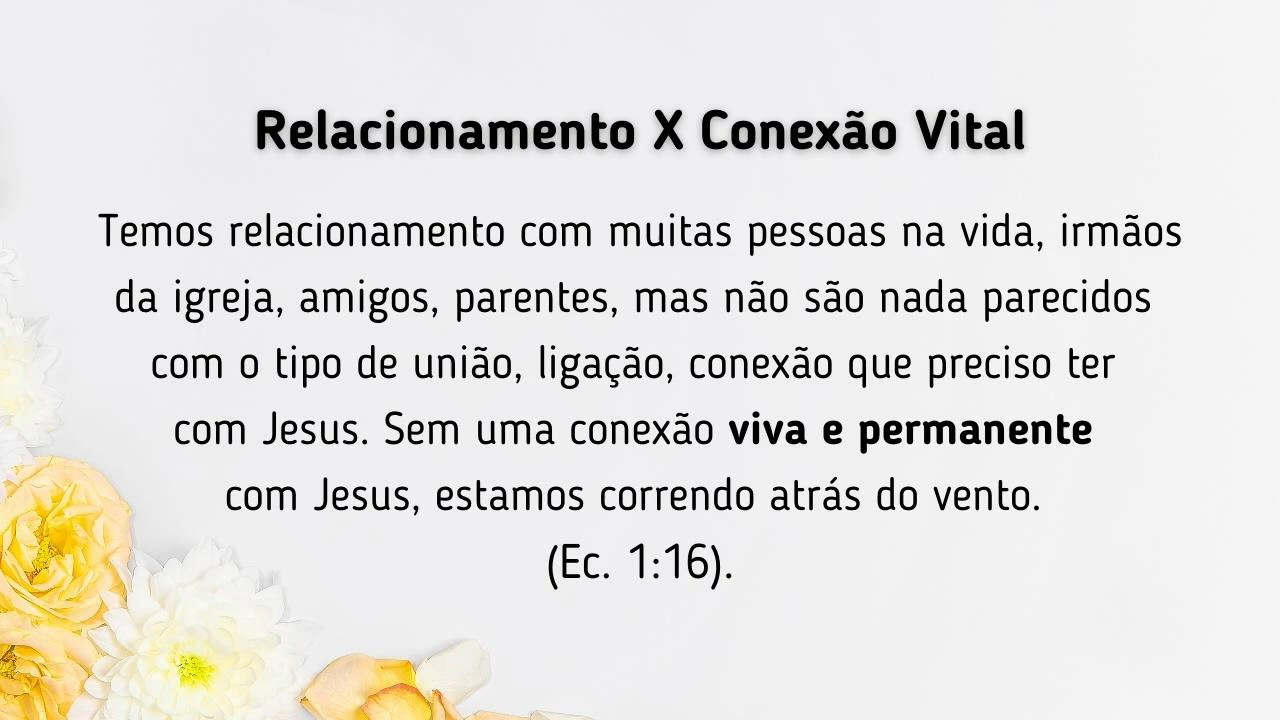 Relacionamento X Conexão Vital
Temos relacionamento com muitas pessoas na vida, irmãos
da igreja, amigos, parentes, mas não são nada parecidos
com o tipo de união, ligação, conexão que preciso ter
com Jesus. Sem uma conexão viva e permanente
com Jesus, estamos correndo atrás do vento.
(Ec. 1:16).